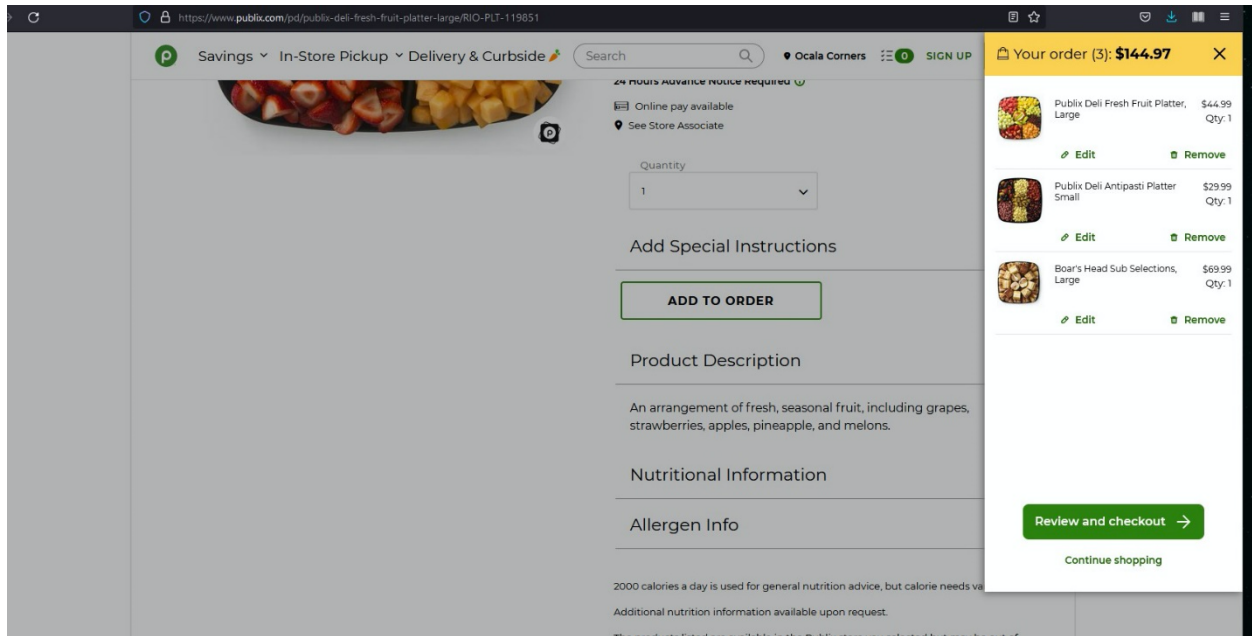 https://www.publix.com/pd/publix-deli-fresh-fruit-platter-large/RIO-PLT-119851
Savings In-Store Pickup Delivery & Curbside Search Ocala Corners 0 SIGN UP
24 Hours Advance Notice Required
Online pay available
See Store Associate
Quantity
1
Add Special Instructions
ADD TO ORDER
Product Description
An arrangement of fresh, seasonal fruit, including grapes,
strawberries, apples, pineapple, and melons.
Nutritional Information
Allergen Info
2000 calories a day is used for general nutrition advice, but calorie needs va
Additional nutrition information available upon request.
Your order (3): $144.97
Publix Deli Fresh Fruit Platter, $44.99
Large Qty: 1
Edit Remove
Publix Deli Antipasti Platter $29.99
Small Qty: 1
Edit Remove
Boar's Head Sub Selections, $69.99
Large Qty: 1
Edit Remove
Review and checkout
Continue shopping